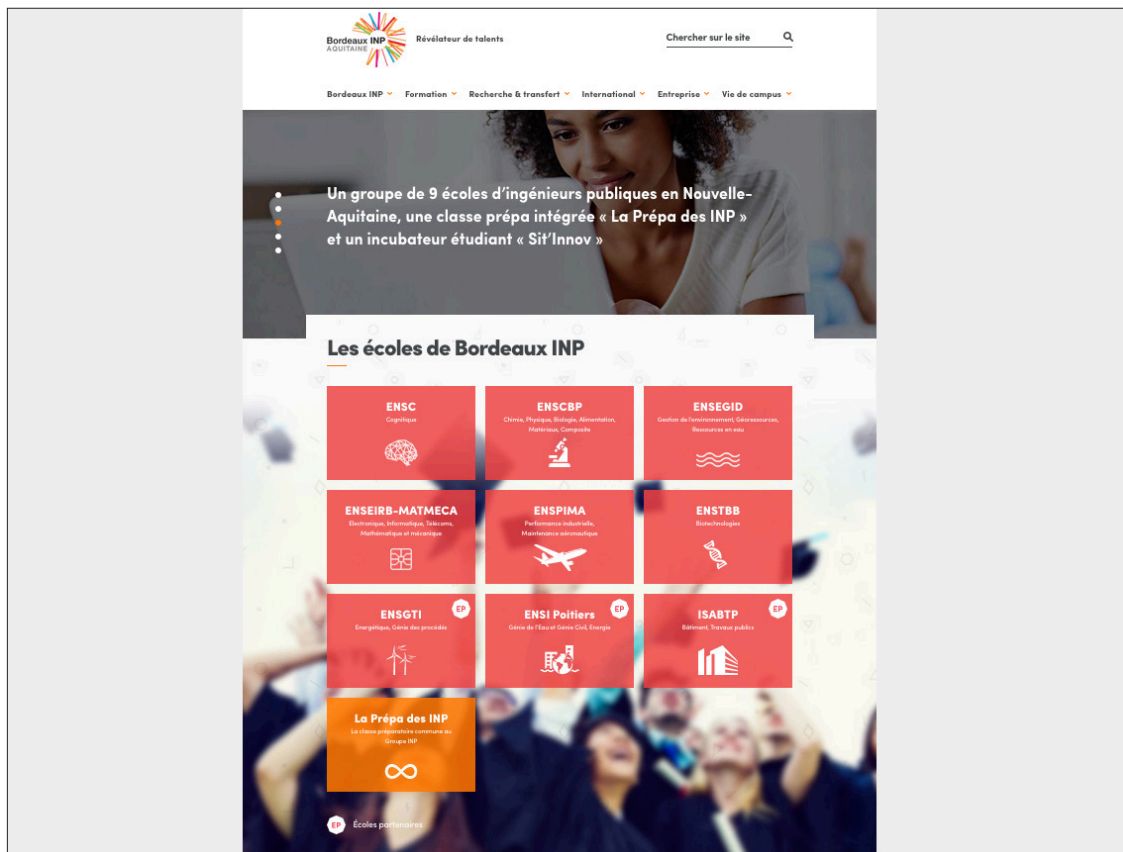 Bordeaux INP
AQUITAINE
Révélateur de talents
Chercher sur le site
Bordeaux INP
Formation
Recherche & transfert
International
Entreprise
Vie de campus
Un groupe de 9 écoles d'ingénieurs publiques en Nouvelle-
Aquitaine, une classe prépa intégrée « La Prépa des INP »
et un incubateur étudiant « Sit'Innov »
Les écoles de Bordeaux INP
ENSC
Cognitique
ENSCBP
Chimie, Physique, Biologie, Alimentation,
Matériaux, Composite
ENSEGID
Gestion de l'environnement, Géoressources,
Ressources en eau
ENSEIRB-MATMECA
Electronique, Informatique, Télécoms,
Mathématique et mécanique
ENSPIMA
Performance industrielle,
Maintenance aéronautique
ENSTBB
Biotechnologies
EP
ENSGTI
Energétique, Génie des procédés
EP
ENSI Poitiers
Génie de l'Eau et Génie Civil, Energie
EP
ISABTP
Bâtiment, Travaux publics
La Prépa des INP
La classe préparatoire commune au
Groupe INP
EP
Écoles partenaires